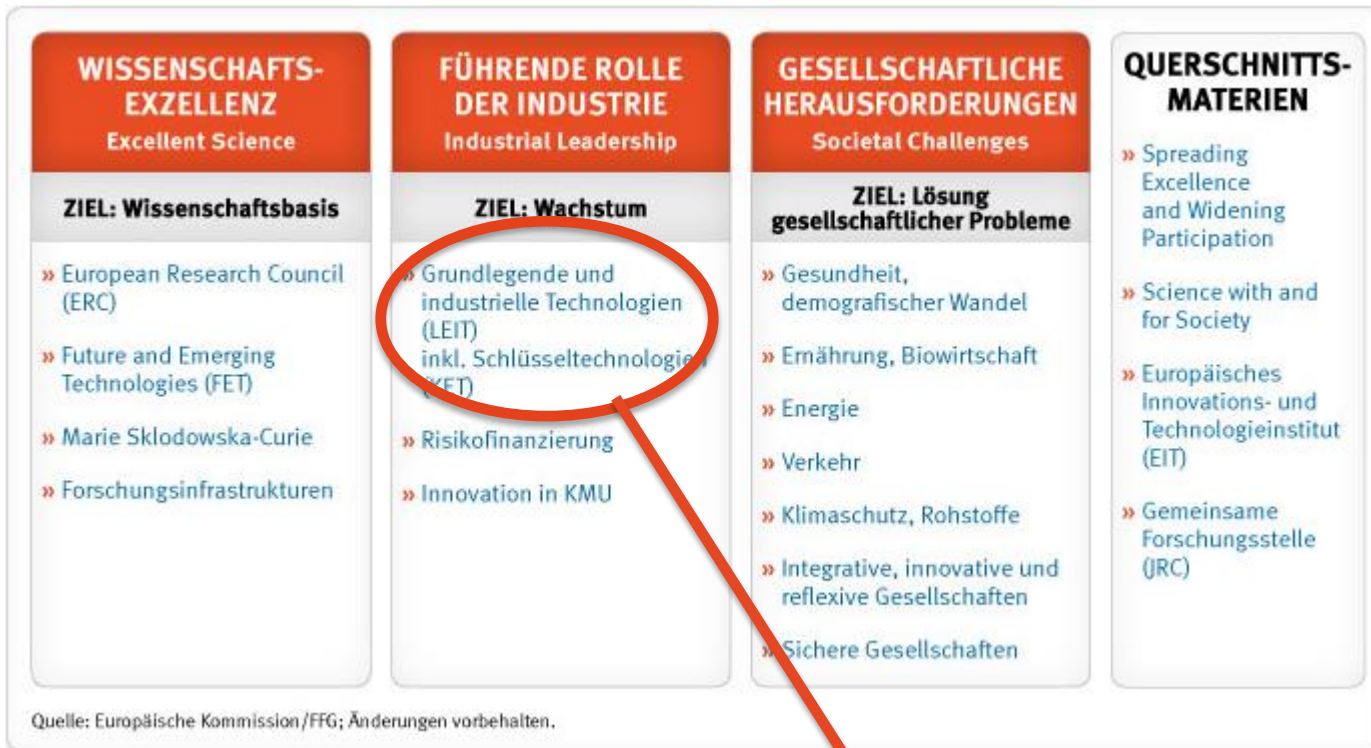 WISSENSCHAFTS-
EXZELLENZ
Excellent Science
ZIEL: Wissenschaftsbasis
» European Research Council
(ERC)
» Future and Emerging
Technologies (FET)
» Marie Sklodowska-Curie
» Forschungsinfrastrukturen
FÜHRENDE ROLLE
DER INDUSTRIE
Industrial Leadership
ZIEL: Wachstum
» Grundlegende und
industrielle Technologien
(LEIT)
inkl. Schlüsseltechnologien
(KET)
» Risikofinanzierung
» Innovation in KMU
GESELLSCHAFTLICHE
HERAUSFORDERUNGEN
Societal Challenges
ZIEL: Lösung
gesellschaftlicher Probleme
» Gesundheit,
demografischer Wandel
» Ernährung, Biowirtschaft
» Energie
» Verkehr
» Klimaschutz, Rohstoffe
» Integrative, innovative und
reflexive Gesellschaften
» Sichere Gesellschaften
QUERSCHNITTS-
MATERIEN
» Spreading
Excellence
and Widening
Participation
» Science with and
for Society
» Europäisches
Innovations- und
Technologieinstitut
(EIT)
» Gemeinsame
Forschungsstelle
(JRC)
Quelle: Europäische Kommission/FFG; Änderungen vorbehalten.